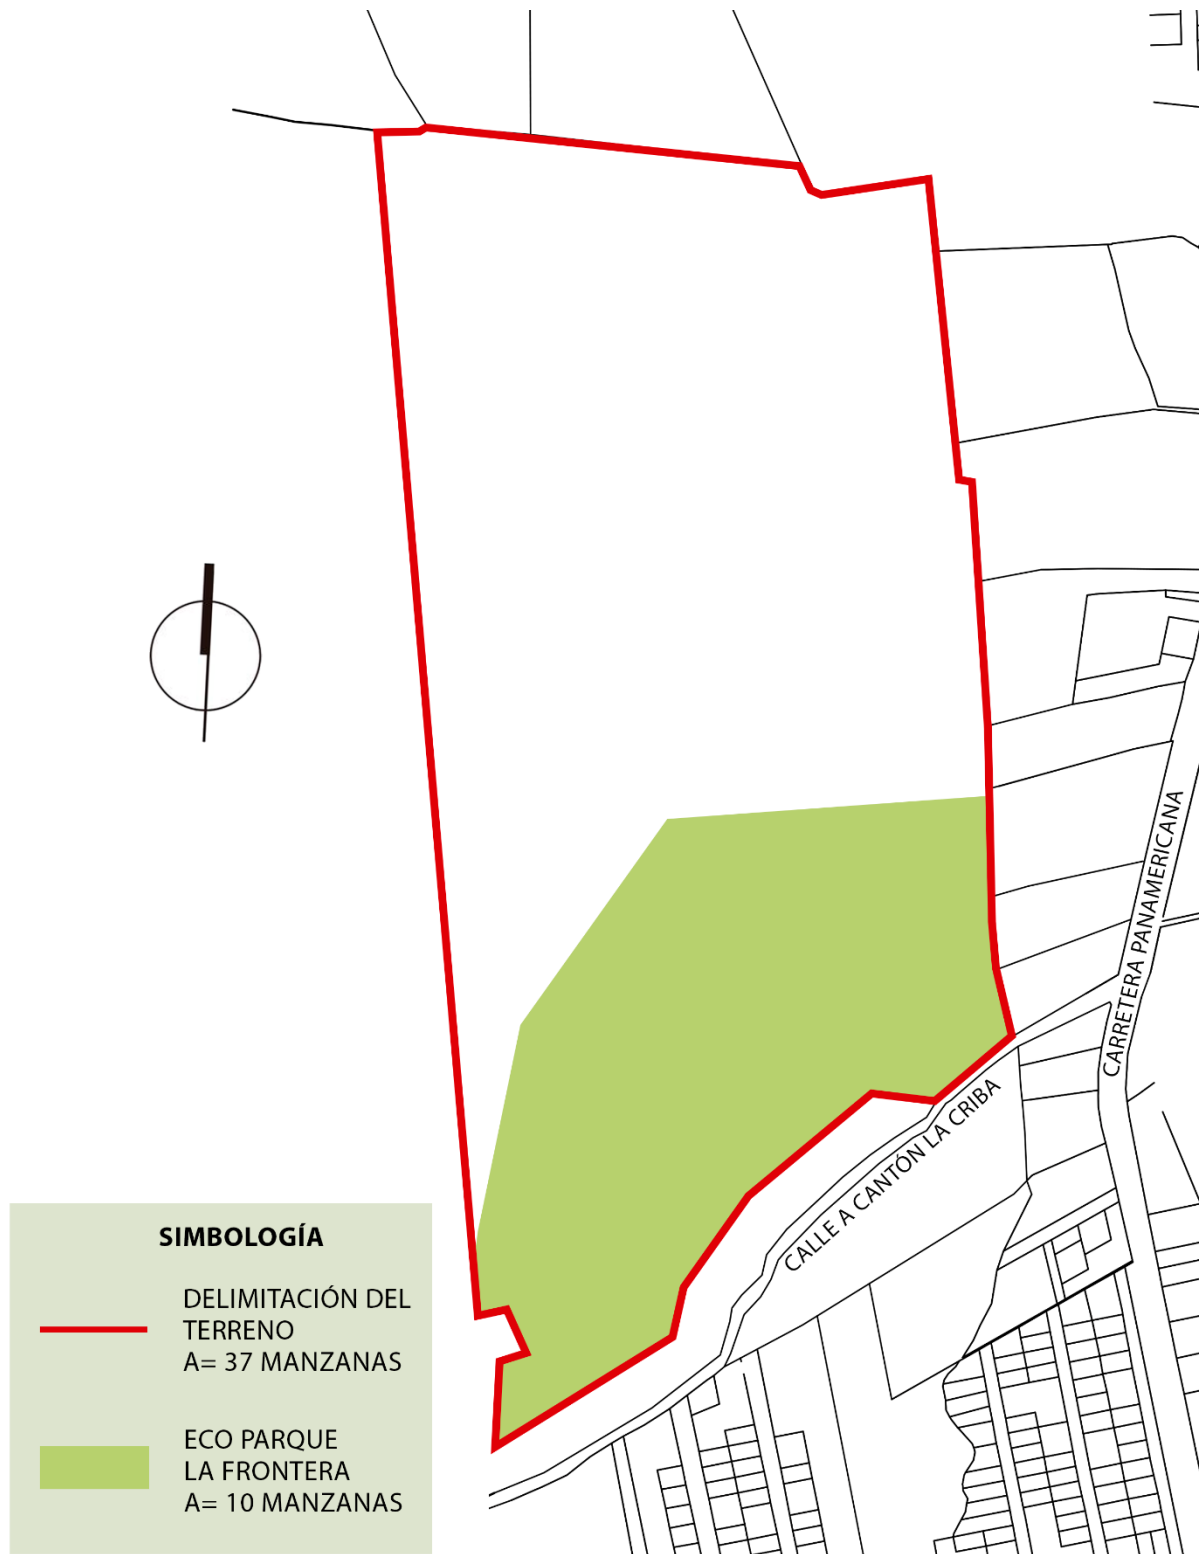 CARRETERA PANAMERICANA
CALLE A CANTÓN LA CRIBA
SIMBOLOGÍA
DELIMITACIÓN DEL
TERRENO
A= 37 MANZANAS
ECO PARQUE
LA FRONTERA
A= 10 MANZANAS